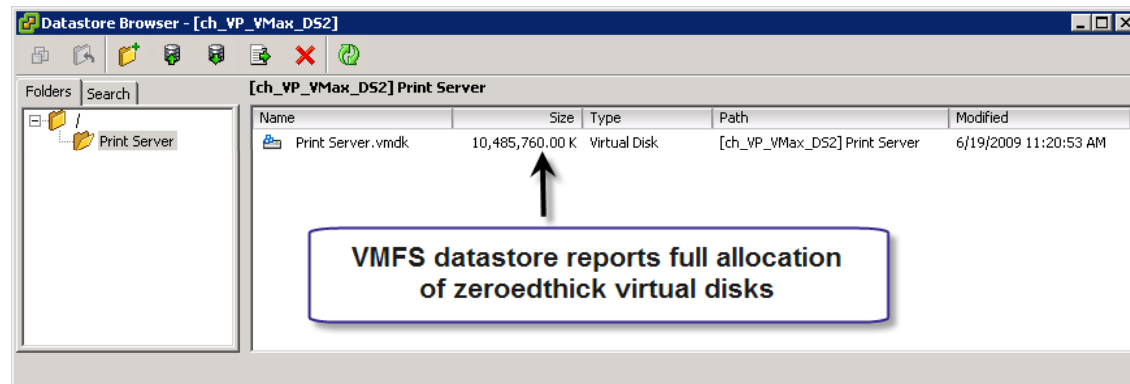 Datastore Browser - [ch_VP_VMax_DS2]
Folders Search
[ch_VP_VMax_DS2] Print Server
/
Print Server
Name Size Type Path Modified
Print Server.vmdk 10,485,760.00 K Virtual Disk [ch_VP_VMax_DS2] Print Server 6/19/2009 11:20:53 AM
VMFS datastore reports full allocation
of zeroedthick virtual disks